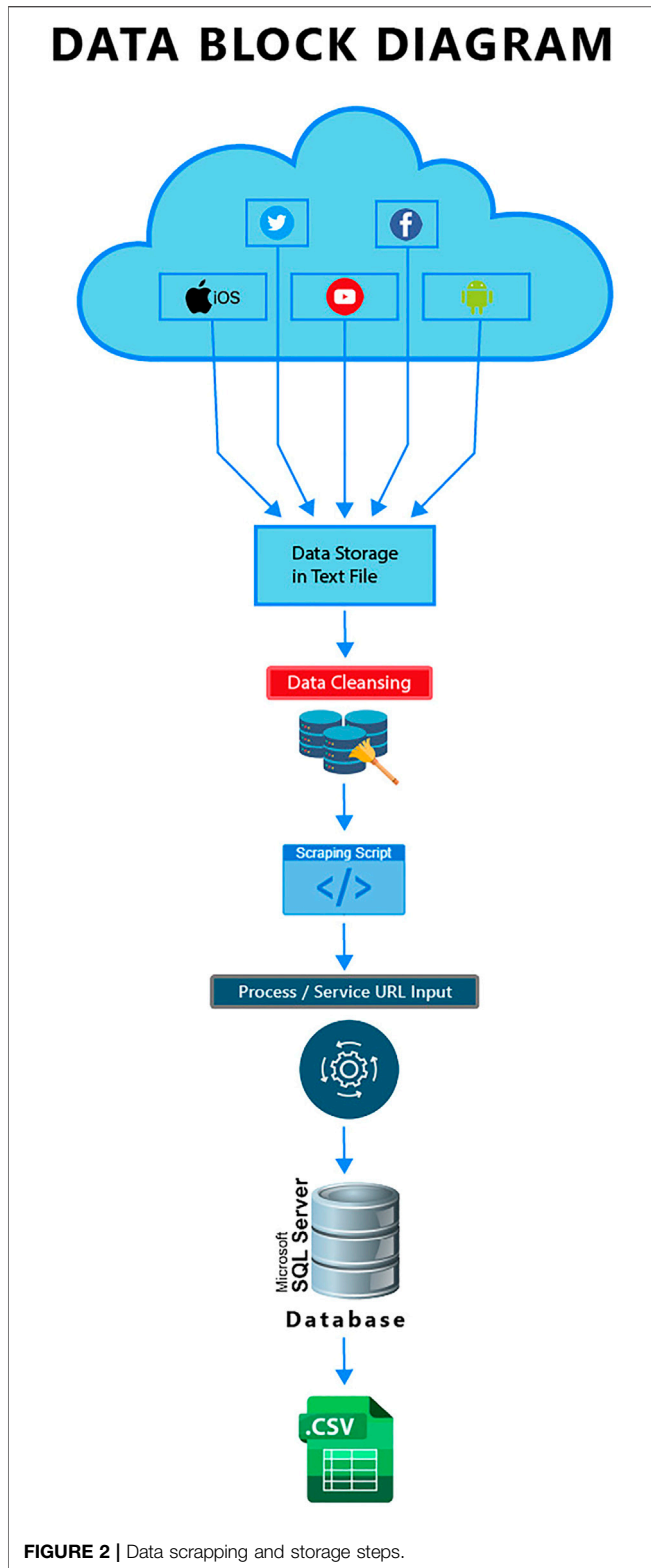 DATA BLOCK DIAGRAM
iOS
Data Storage
in Text File
Data Cleansing
Scraping Script
</>
Process / Service URL Input
Microsoft
SQL Server
Database
.CSV
FIGURE 2 | Data scrapping and storage steps.